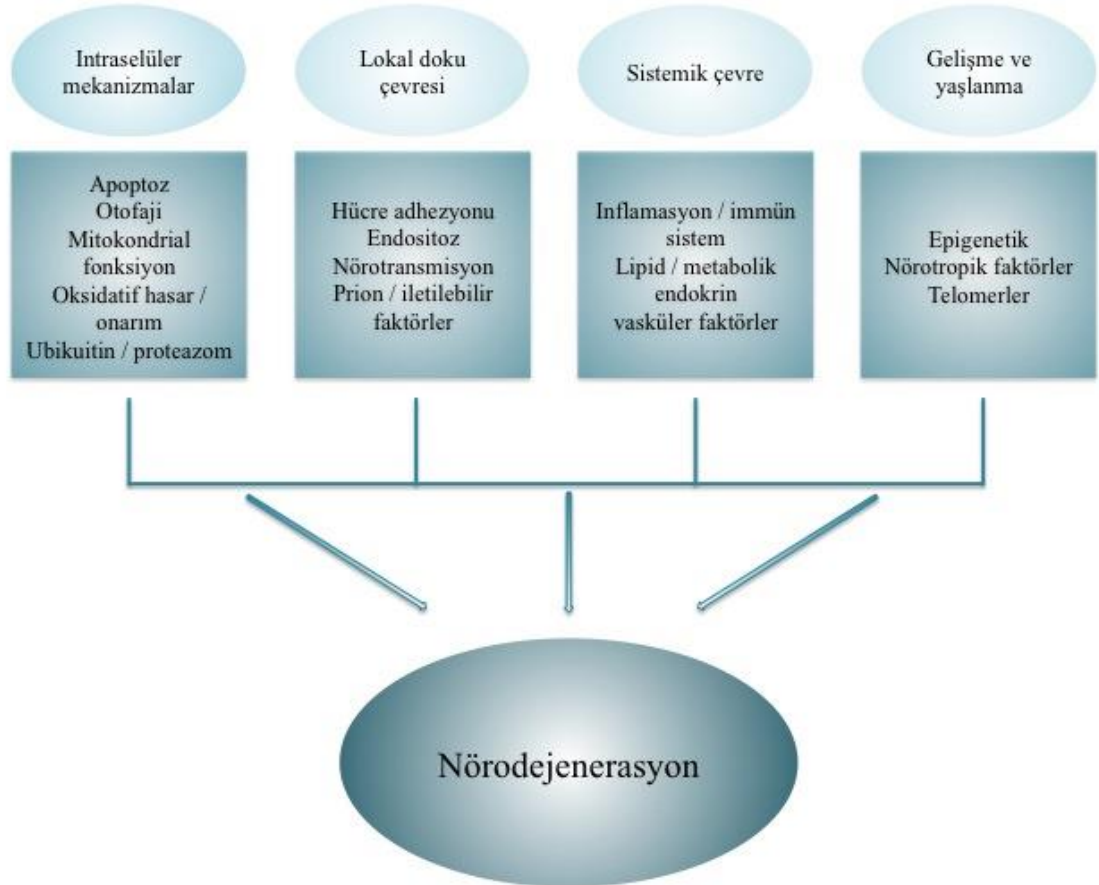 Intraselüler
mekanizmalar
Lokal doku
çevresi
Sistemik çevre
Gelişme ve
yaşlanma
Apoptoz
Otofaji
Mitokondrial
fonksiyon
Oksidatif hasar /
onarım
Ubikuitin / proteazom
Hücre adhezyonu
Endositoz
Nörotransmisyon
Prion / iletilebilir
faktörler
Inflamasyon / immün
sistem
Lipid / metabolik
endokrin
vasküler faktörler
Epigenetik
Nörotropik faktörler
Telomerler
Nörodejenerasyon